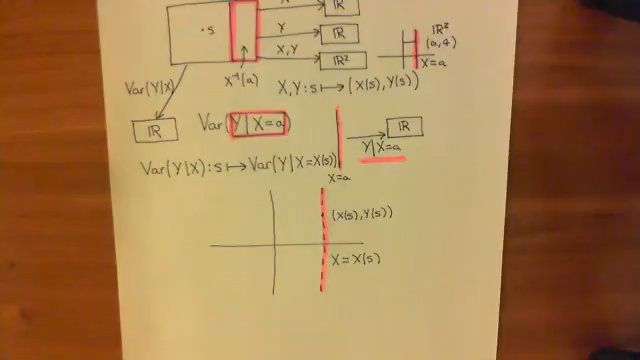 X
IR
·s
Y
IR
IR²
(a,4)
X=a
X,Y
IR²
X⁻¹(a)
X,Y : s ⟼ (X(s), Y(s))
Var(Y|X)
IR
Var(Y|X=a)
IR
Y|X=a
Var(Y|X) : s ⟼ Var(Y|X=X(s))
X=a
(X(s), Y(s))
X=X(s)